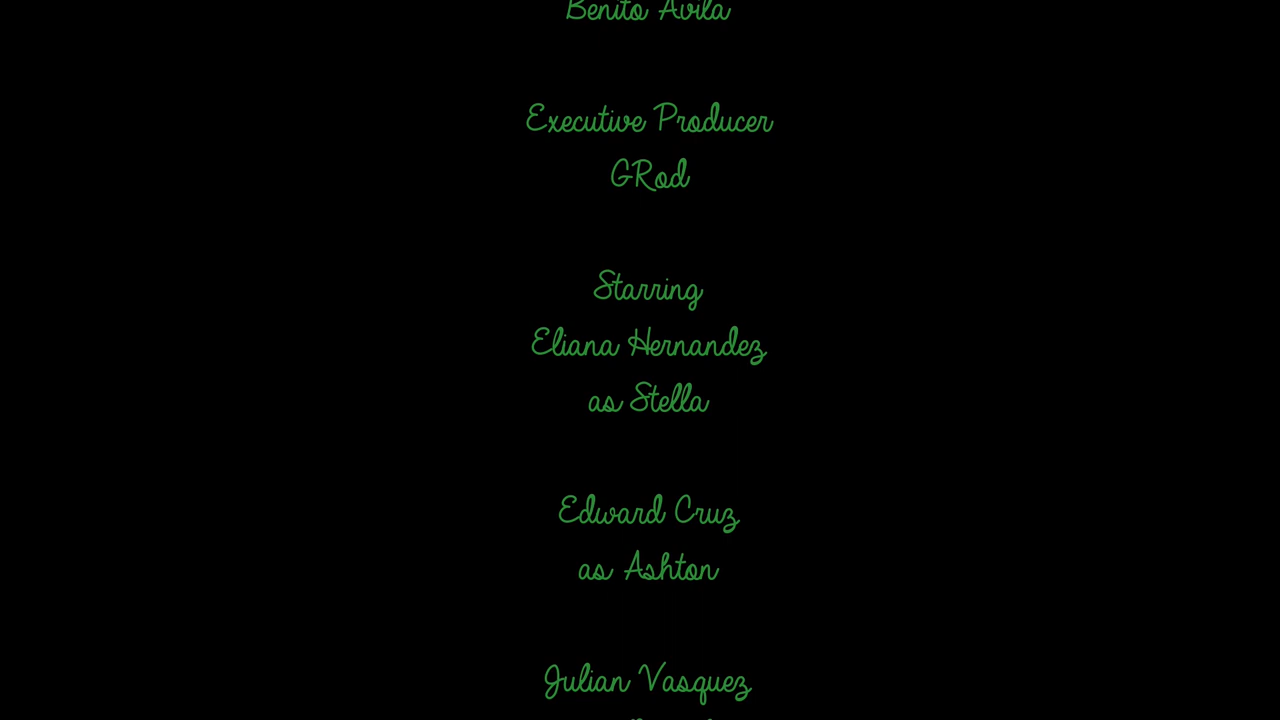 Benito Avila
Executive Producer
GRod
Starring
Eliana Hernandez
as Stella
Edward Cruz
as Ashton
Julian Vasquez